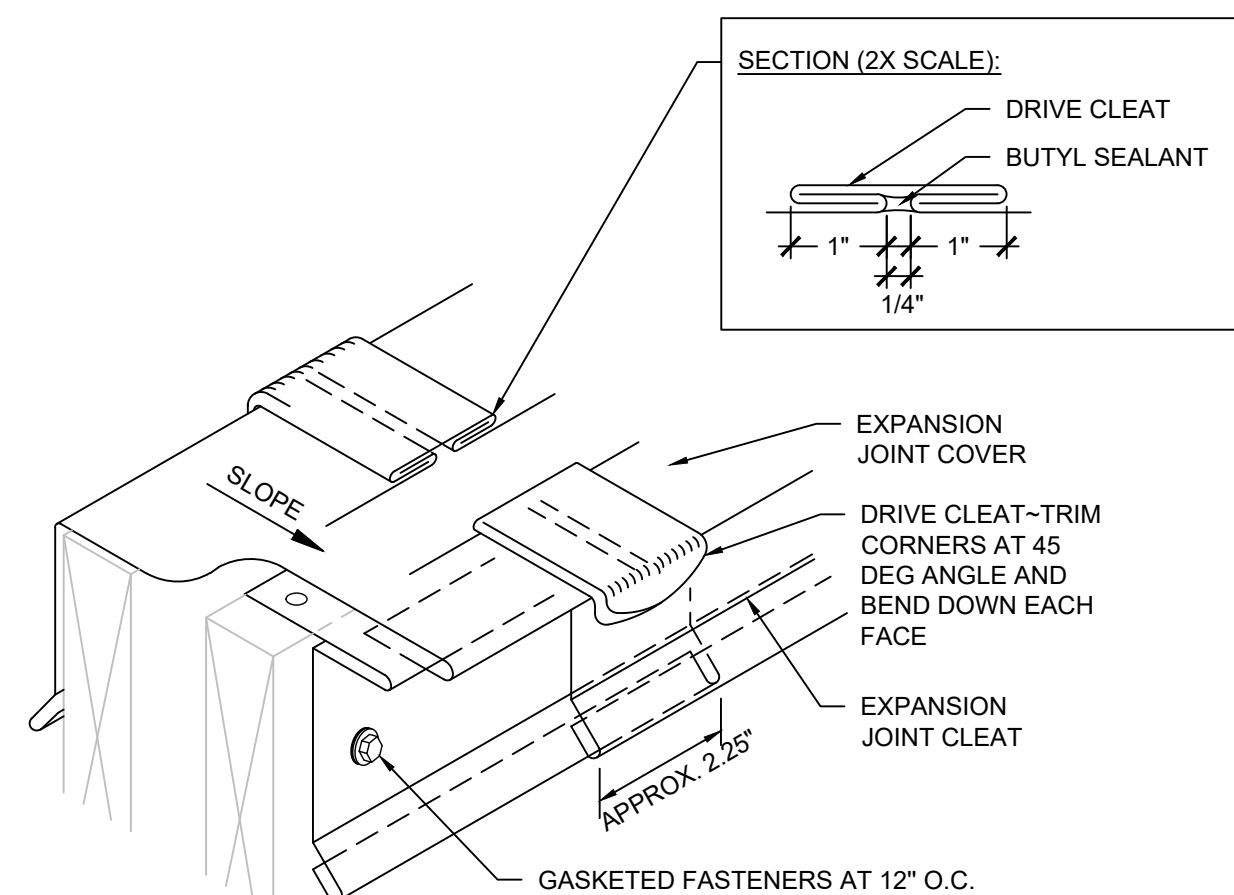 SECTION (2X SCALE):
DRIVE CLEAT
BUTYL SEALANT
1"
1"
1/4"
EXPANSION
JOINT COVER
SLOPE
DRIVE CLEAT~TRIM
CORNERS AT 45
DEG ANGLE AND
BEND DOWN EACH
FACE
EXPANSION
JOINT CLEAT
APPROX. 2.25"
GASKETED FASTENERS AT 12" O.C.